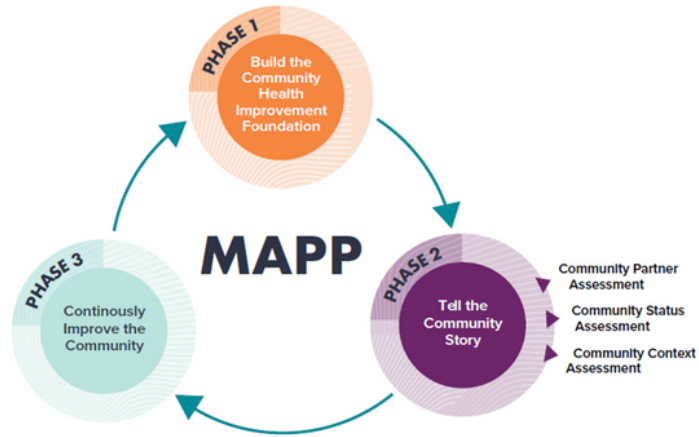 PHASE 1
Build the
Community
Health
Improvement
Foundation
MAPP
PHASE 2
Tell the
Community
Story
Community Partner
Assessment
Community Status
Assessment
Community Context
Assessment
PHASE 3
Continously
Improve the
Community